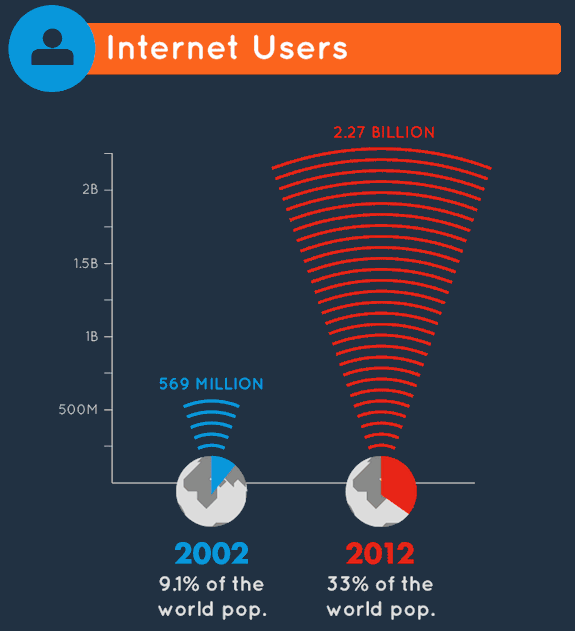 Internet Users
2.27 BILLION
2B
1.5B
1B
569 MILLION
500M
2002
9.1% of the
world pop.
2012
33% of the
world pop.